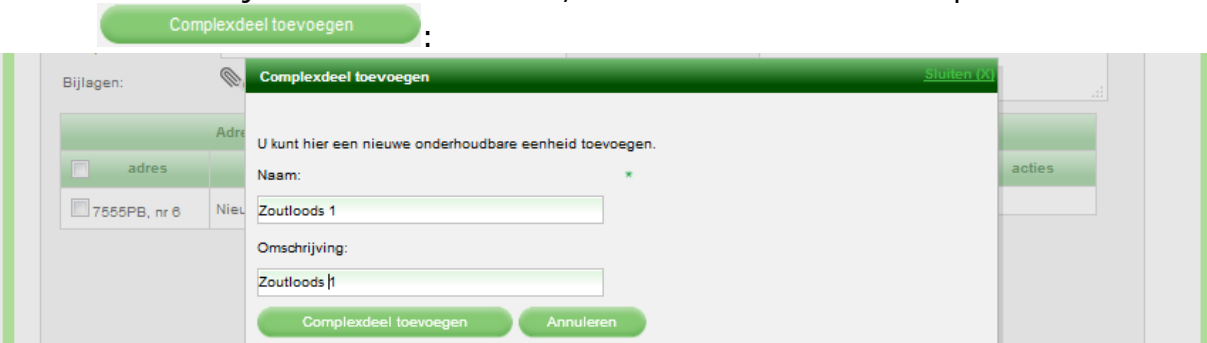 Complexdeel toevoegen :
Bijlagen:
Complexdeel toevoegen Sluiten (X)
Adre
U kunt hier een nieuwe onderhoudbare eenheid toevoegen.
adres acties
Naam: *
7555PB, nr 6 Nieu Zoutloods 1
Omschrijving:
Zoutloods 1
Complexdeel toevoegen Annuleren